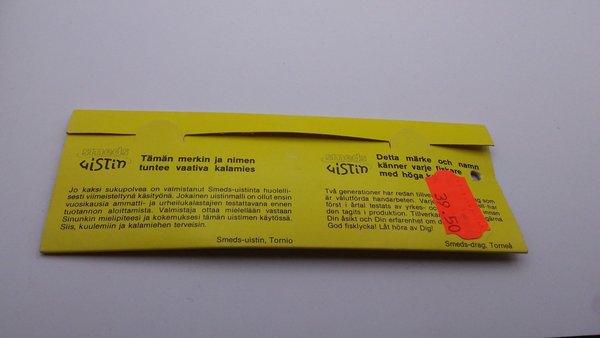 smeds
uistin
Tämän merkin ja nimen
tuntee vaativa kalamies
Jo kaksi sukupolvea on valmistanut Smeds-uistinta huolelli-
sesti viimeisteltynä käsityönä. Jokainen uistinmalli on ollut ensin
vuosikausia ammatti- ja urheilukalastajien testattavana ennen
tuotannon aloittamista. Valmistaja ottaa mielellään vastaan
Sinunkin mielipiteesi ja kokemuksesi tämän uistimen käytössä.
Siis, kuulemiin ja kalamiehen terveisin.
Smeds-uistin, Tornio
smeds
uistin
Detta märke och namn
känner varje fiskare
med höga
Två generationer har redan
är välutförda handarbeten. som
först i årtal testats av yrkes-
den tagits i produktion.
Din åsikt och Din erfarenhet om
God fisklycka! Låt höra av Dig!
Smeds-drag, Torneå
39.50